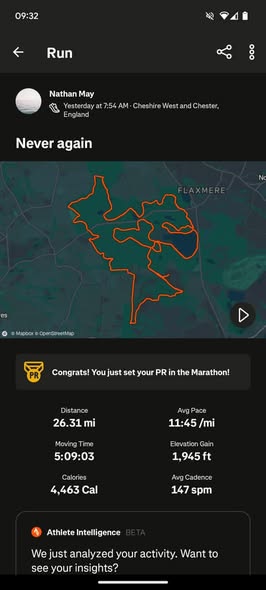 09:32
Run
Nathan May
Yesterday at 7:54 AM · Cheshire West and Chester,
England
Never again
FLAXMERE
No
es
© Mapbox © OpenStreetMap
PR
Congrats! You just set your PR in the Marathon!
Distance
Avg Pace
26.31 mi
11:45 /mi
Moving Time
Elevation Gain
5:09:03
1,945 ft
Calories
Avg Cadence
4,463 Cal
147 spm
Athlete Intelligence BETA
We just analyzed your activity. Want to
see your insights?